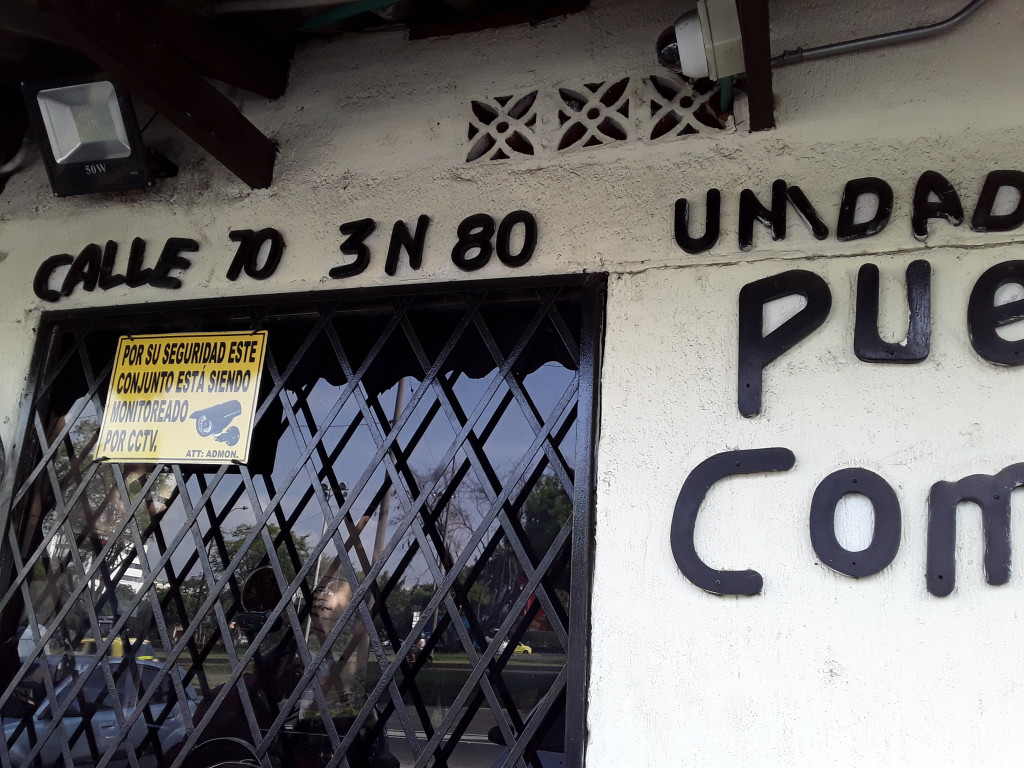 50W
CALLE 70 3 N 80
POR SU SEGURIDAD ESTE
CONJUNTO ESTÁ SIENDO
MONITOREADO
POR CCTV.
ATT: ADMON.
UNIDAD
PUE
Com